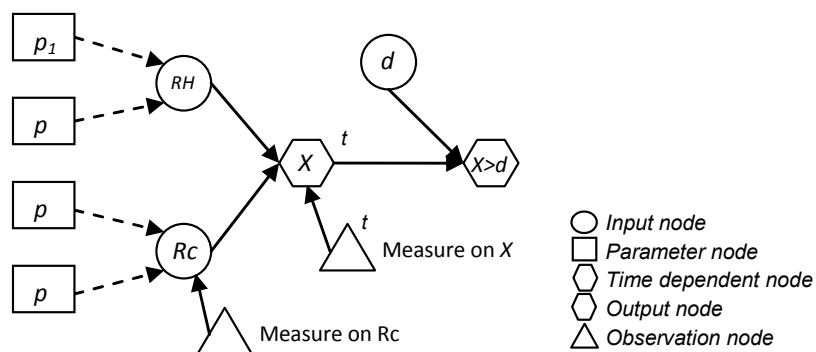 p1
RH
p
d
t
X
X>d
p
Rc
t
Measure on X
p
Measure on Rc
Input node
Parameter node
Time dependent node
Output node
Observation node